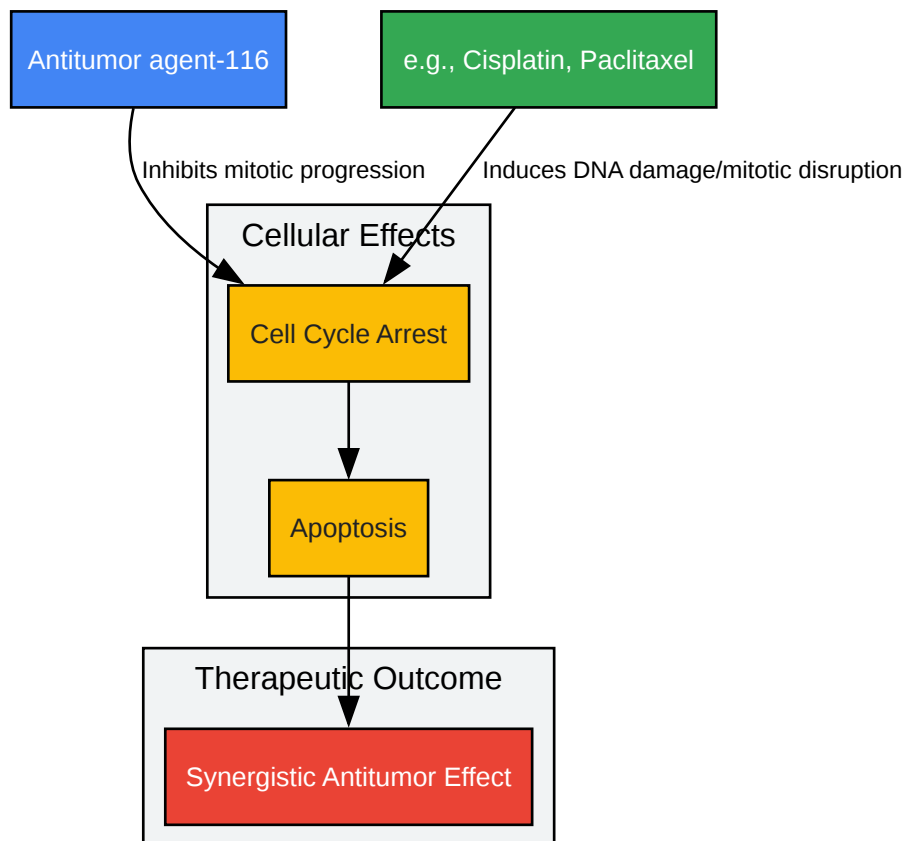 Antitumor agent-116
e.g., Cisplatin, Paclitaxel
Inhibits mitotic progression
Induces DNA damage/mitotic disruption
Cellular Effects
Cell Cycle Arrest
Apoptosis
Therapeutic Outcome
Synergistic Antitumor Effect